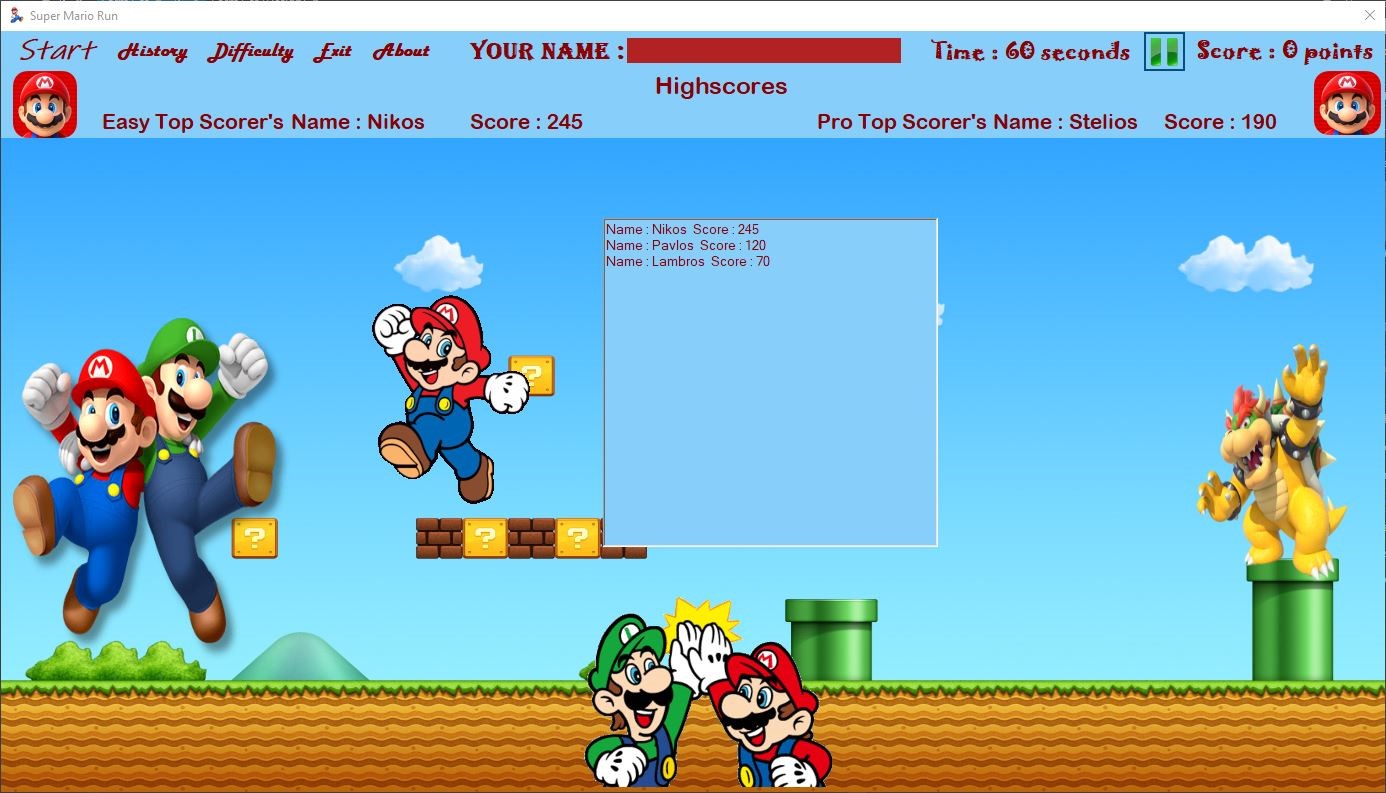 Super Mario Run
Start History Difficulty Exit About YOUR NAME : Time : 60 seconds Score : 0 points
Highscores
Easy Top Scorer's Name : Nikos Score : 245 Pro Top Scorer's Name : Stelios Score : 190
Name : Nikos Score : 245
Name : Pavlos Score : 120
Name : Lambros Score : 70
M
M
M
L
M
?
?
? ?
L
M